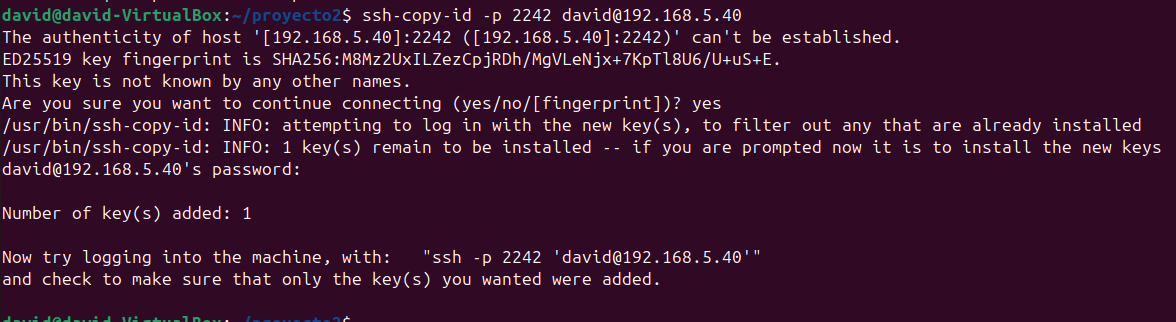 david@david-VirtualBox:~/proyecto2$ ssh-copy-id -p 2242 david@192.168.5.40
The authenticity of host '[192.168.5.40]:2242 ([192.168.5.40]:2242)' can't be established.
ED25519 key fingerprint is SHA256:M8Mz2UxILZezCpjRDh/MgVLeNjx+7KpTl8U6/U+uS+E.
This key is not known by any other names.
Are you sure you want to continue connecting (yes/no/[fingerprint])? yes
/usr/bin/ssh-copy-id: INFO: attempting to log in with the new key(s), to filter out any that are already installed
/usr/bin/ssh-copy-id: INFO: 1 key(s) remain to be installed -- if you are prompted now it is to install the new keys
david@192.168.5.40's password:
Number of key(s) added: 1
Now try logging into the machine, with:   "ssh -p 2242 'david@192.168.5.40'"
and check to make sure that only the key(s) you wanted were added.
david@david-VirtualBox:~/proyecto2$